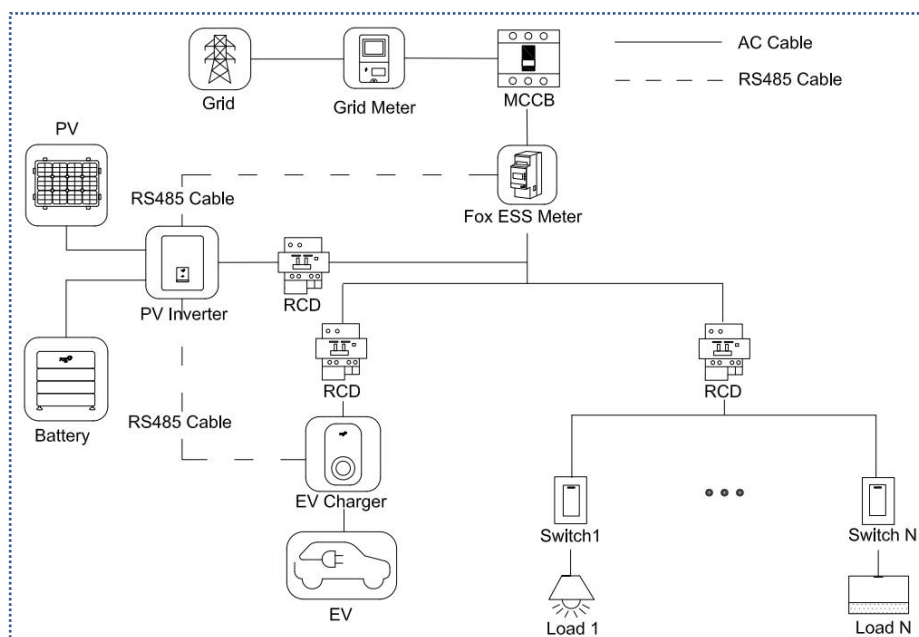 AC Cable
RS485 Cable
Grid
Grid Meter
MCCB
PV
RS485 Cable
Fox ESS Meter
PV Inverter
RCD
RCD
RCD
Battery
RS485 Cable
EV Charger
Switch1
Switch N
EV
Load 1
Load N